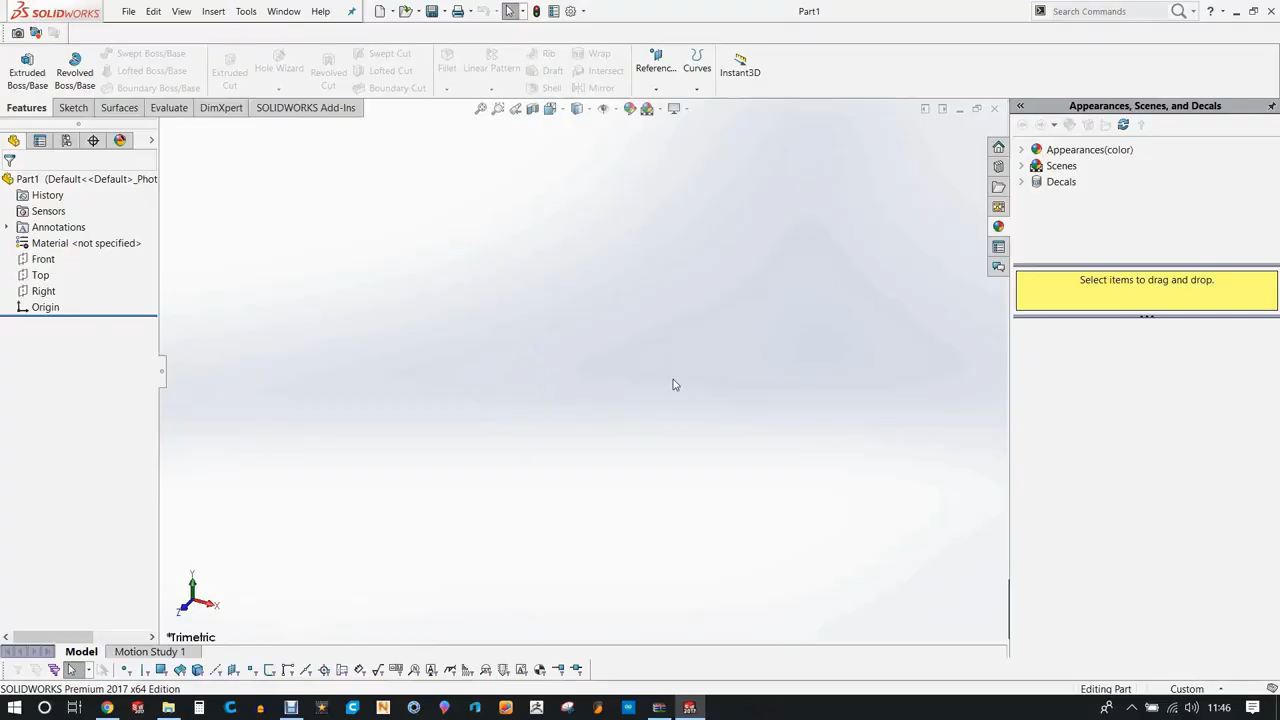 SOLIDWORKS File Edit View Insert Tools Window Help Part1 Search Commands
Extruded Boss/Base
Revolved Boss/Base
Swept Boss/Base
Lofted Boss/Base
Boundary Boss/Base
Extruded Cut
Hole Wizard
Revolved Cut
Swept Cut
Lofted Cut
Boundary Cut
Fillet
Linear Pattern
Rib
Draft
Shell
Wrap
Intersect
Mirror
Referenc...
Curves
Instant3D
Features Sketch Surfaces Evaluate DimXpert SOLIDWORKS Add-Ins
Part1 (Default<<Default>_Phot
History
Sensors
Annotations
Material <not specified>
Front
Top
Right
Origin
Appearances, Scenes, and Decals
Appearances(color)
Scenes
Decals
Select items to drag and drop.
Y
X
Z
*Trimetric
Model Motion Study 1
SOLIDWORKS Premium 2017 x64 Edition Editing Part Custom
11:46